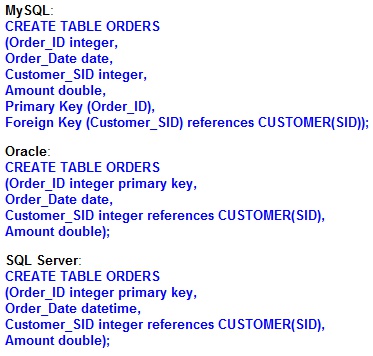 MySQL:
CREATE TABLE ORDERS
(Order_ID integer,
Order_Date date,
Customer_SID integer,
Amount double,
Primary Key (Order_ID),
Foreign Key (Customer_SID) references CUSTOMER(SID));
Oracle:
CREATE TABLE ORDERS
(Order_ID integer primary key,
Order_Date date,
Customer_SID integer references CUSTOMER(SID),
Amount double);
SQL Server:
CREATE TABLE ORDERS
(Order_ID integer primary key,
Order_Date datetime,
Customer_SID integer references CUSTOMER(SID),
Amount double);